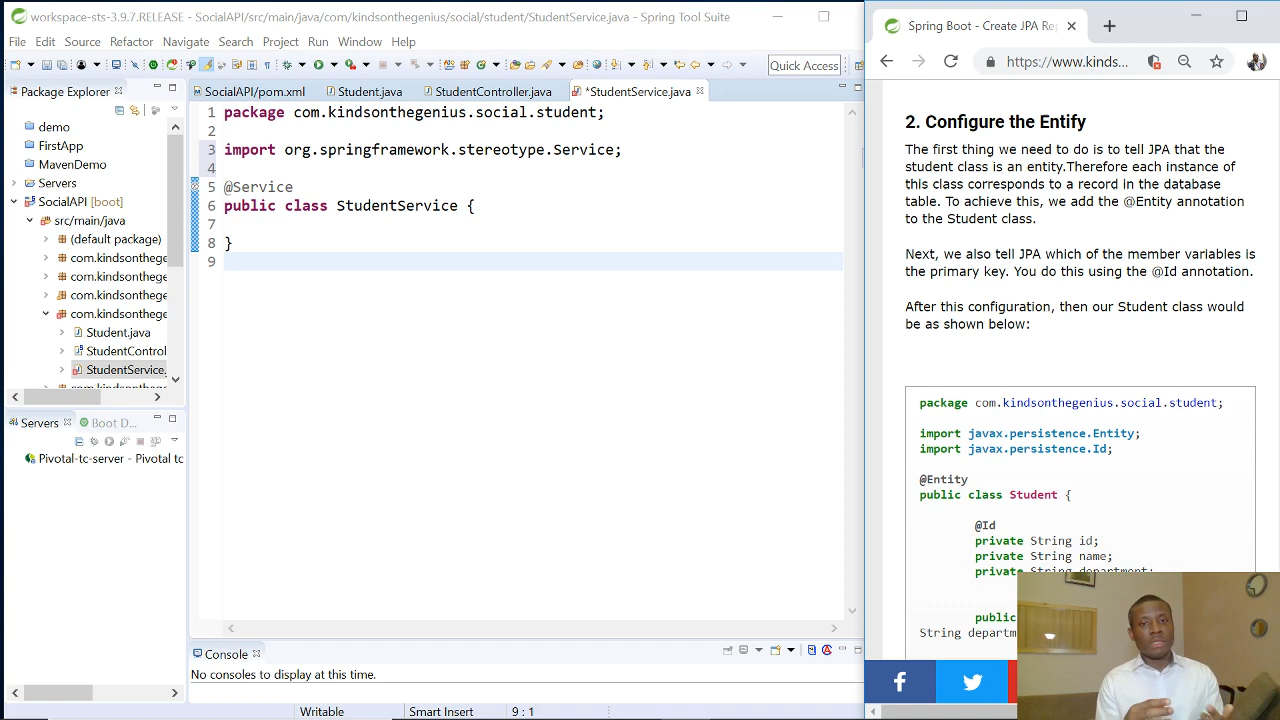 workspace-sts-3.9.7.RELEASE - SocialAPI/src/main/java/com/kindsonthegenius/social/student/StudentService.java - Spring Tool Suite
File Edit Source Refactor Navigate Search Project Run Window Help
Quick Access
Package Explorer
demo
FirstApp
MavenDemo
Servers
SocialAPI [boot]
src/main/java
(default package)
com.kindsonthege
com.kindsonthege
com.kindsonthege
com.kindsonthege
Student.java
StudentControl
StudentService.
com.kindsonthege
Servers Boot D...
Pivotal-tc-server - Pivotal tc
SocialAPI/pom.xml Student.java StudentController.java *StudentService.java
1 package com.kindsonthegenius.social.student;
2
3 import org.springframework.stereotype.Service;
4
5 @Service
6 public class StudentService {
7
8 }
9
Console
No consoles to display at this time.
Writable Smart Insert 9 : 1
Spring Boot - Create JPA Re
https://www.kinds...
2. Configure the Entify
The first thing we need to do is to tell JPA that the
student class is an entity.Therefore each instance of
this class corresponds to a record in the database
table. To achieve this, we add the @Entity annotation
to the Student class.
Next, we also tell JPA which of the member variables is
the primary key. You do this using the @Id annotation.
After this configuration, then our Student class would
be as shown below:
package com.kindsonthegenius.social.student;
import javax.persistence.Entity;
import javax.persistence.Id;
@Entity
public class Student {
@Id
private String id;
private String name;
private String department;
public
String departm